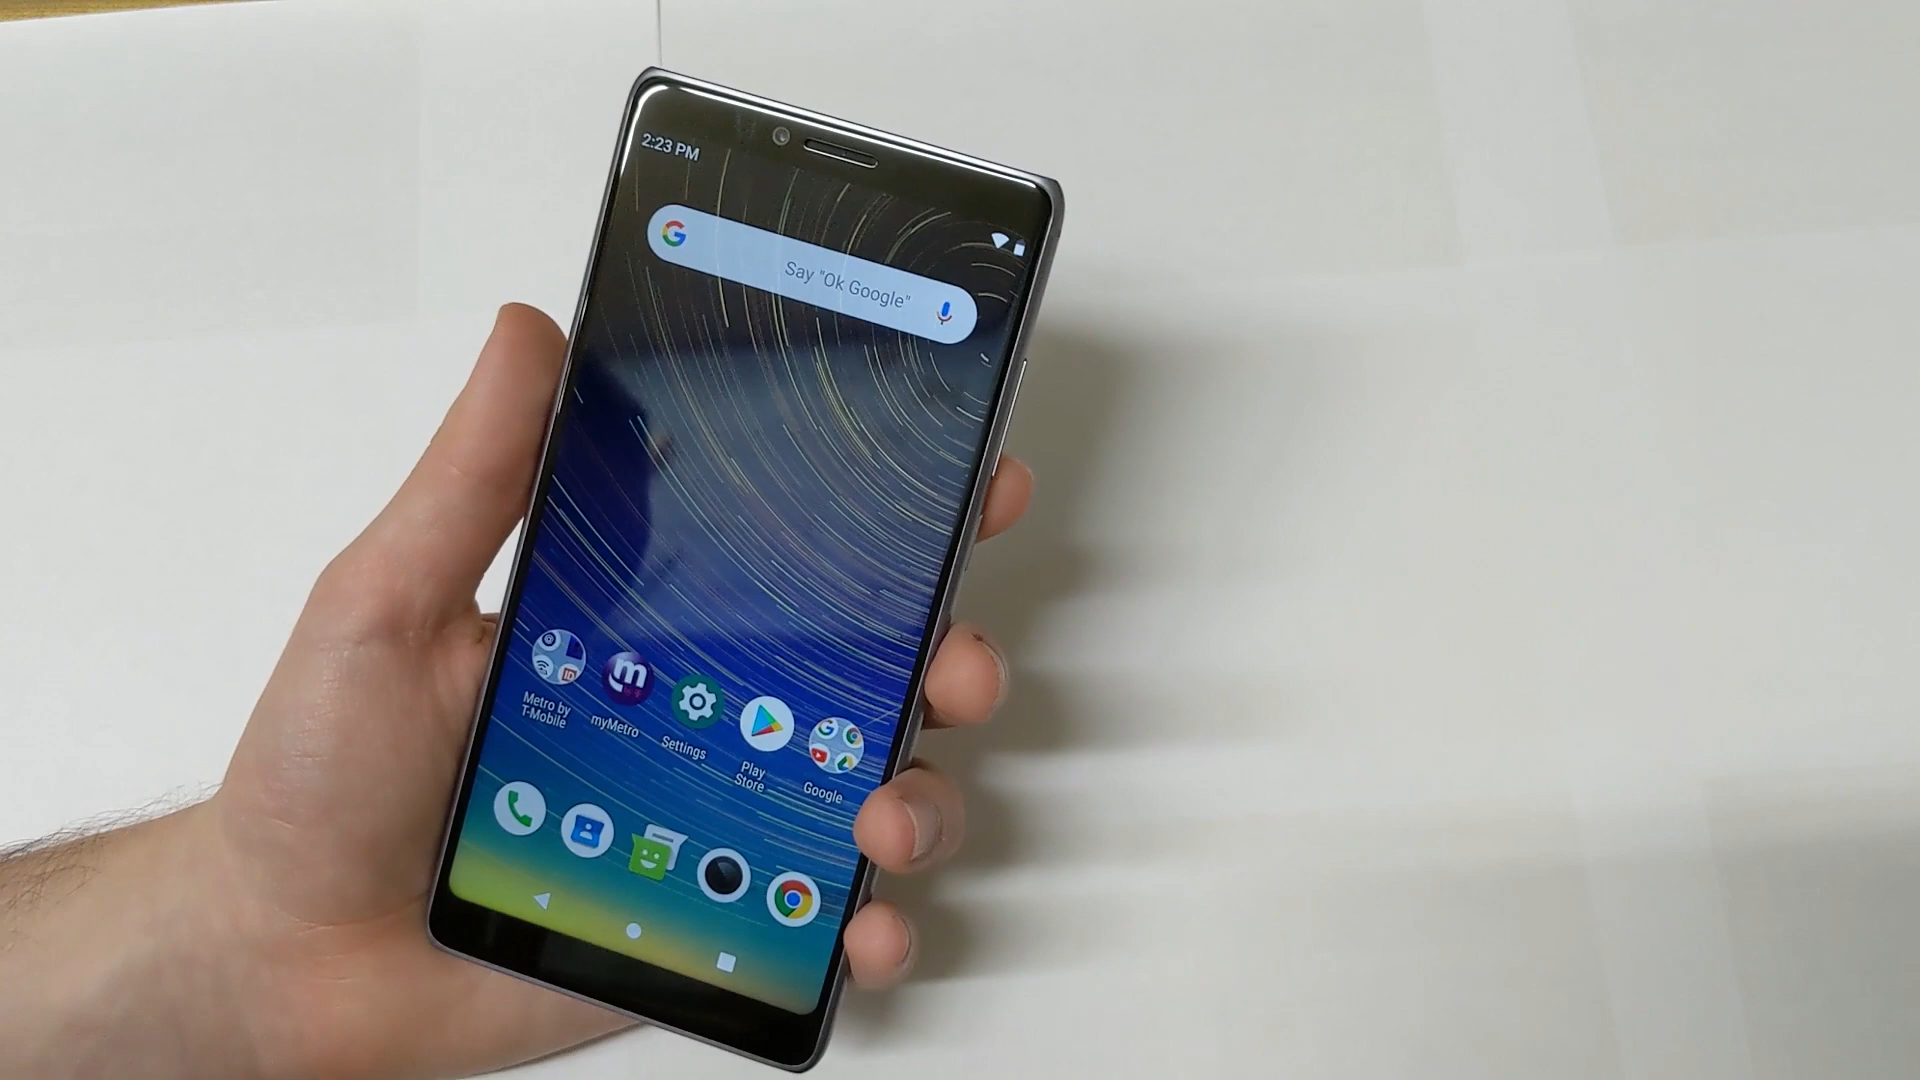 2:23 PM
Say "Ok Google"
Metro by
T-Mobile
myMetro
Settings
Play
Store
Google